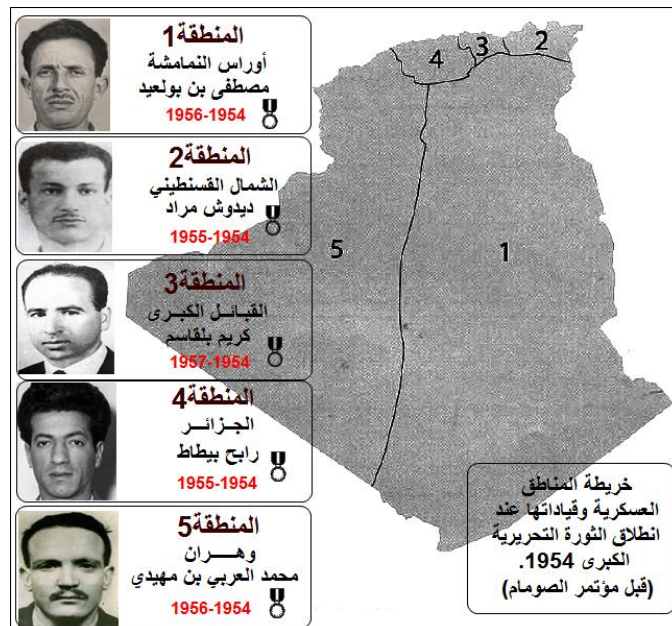 المنطقة1
أوراس النمامشة
مصطفى بن بولعيد
1956-1954
المنطقة2
الشمال القسنطيني
ديدوش مراد
1955-1954
المنطقة3
القبائل الكبرى
كريم بلقاسم
1957-1954
المنطقة4
الجزائر
رابح بيطاط
1955-1954
المنطقة5
وهران
محمد العربي بن مهيدي
1956-1954
4
3
2
5
1
خريطة المناطق
العسكرية وقياداتها عند
انطلاق الثورة التحريرية
الكبرى 1954.
(قبل مؤتمر الصومام)